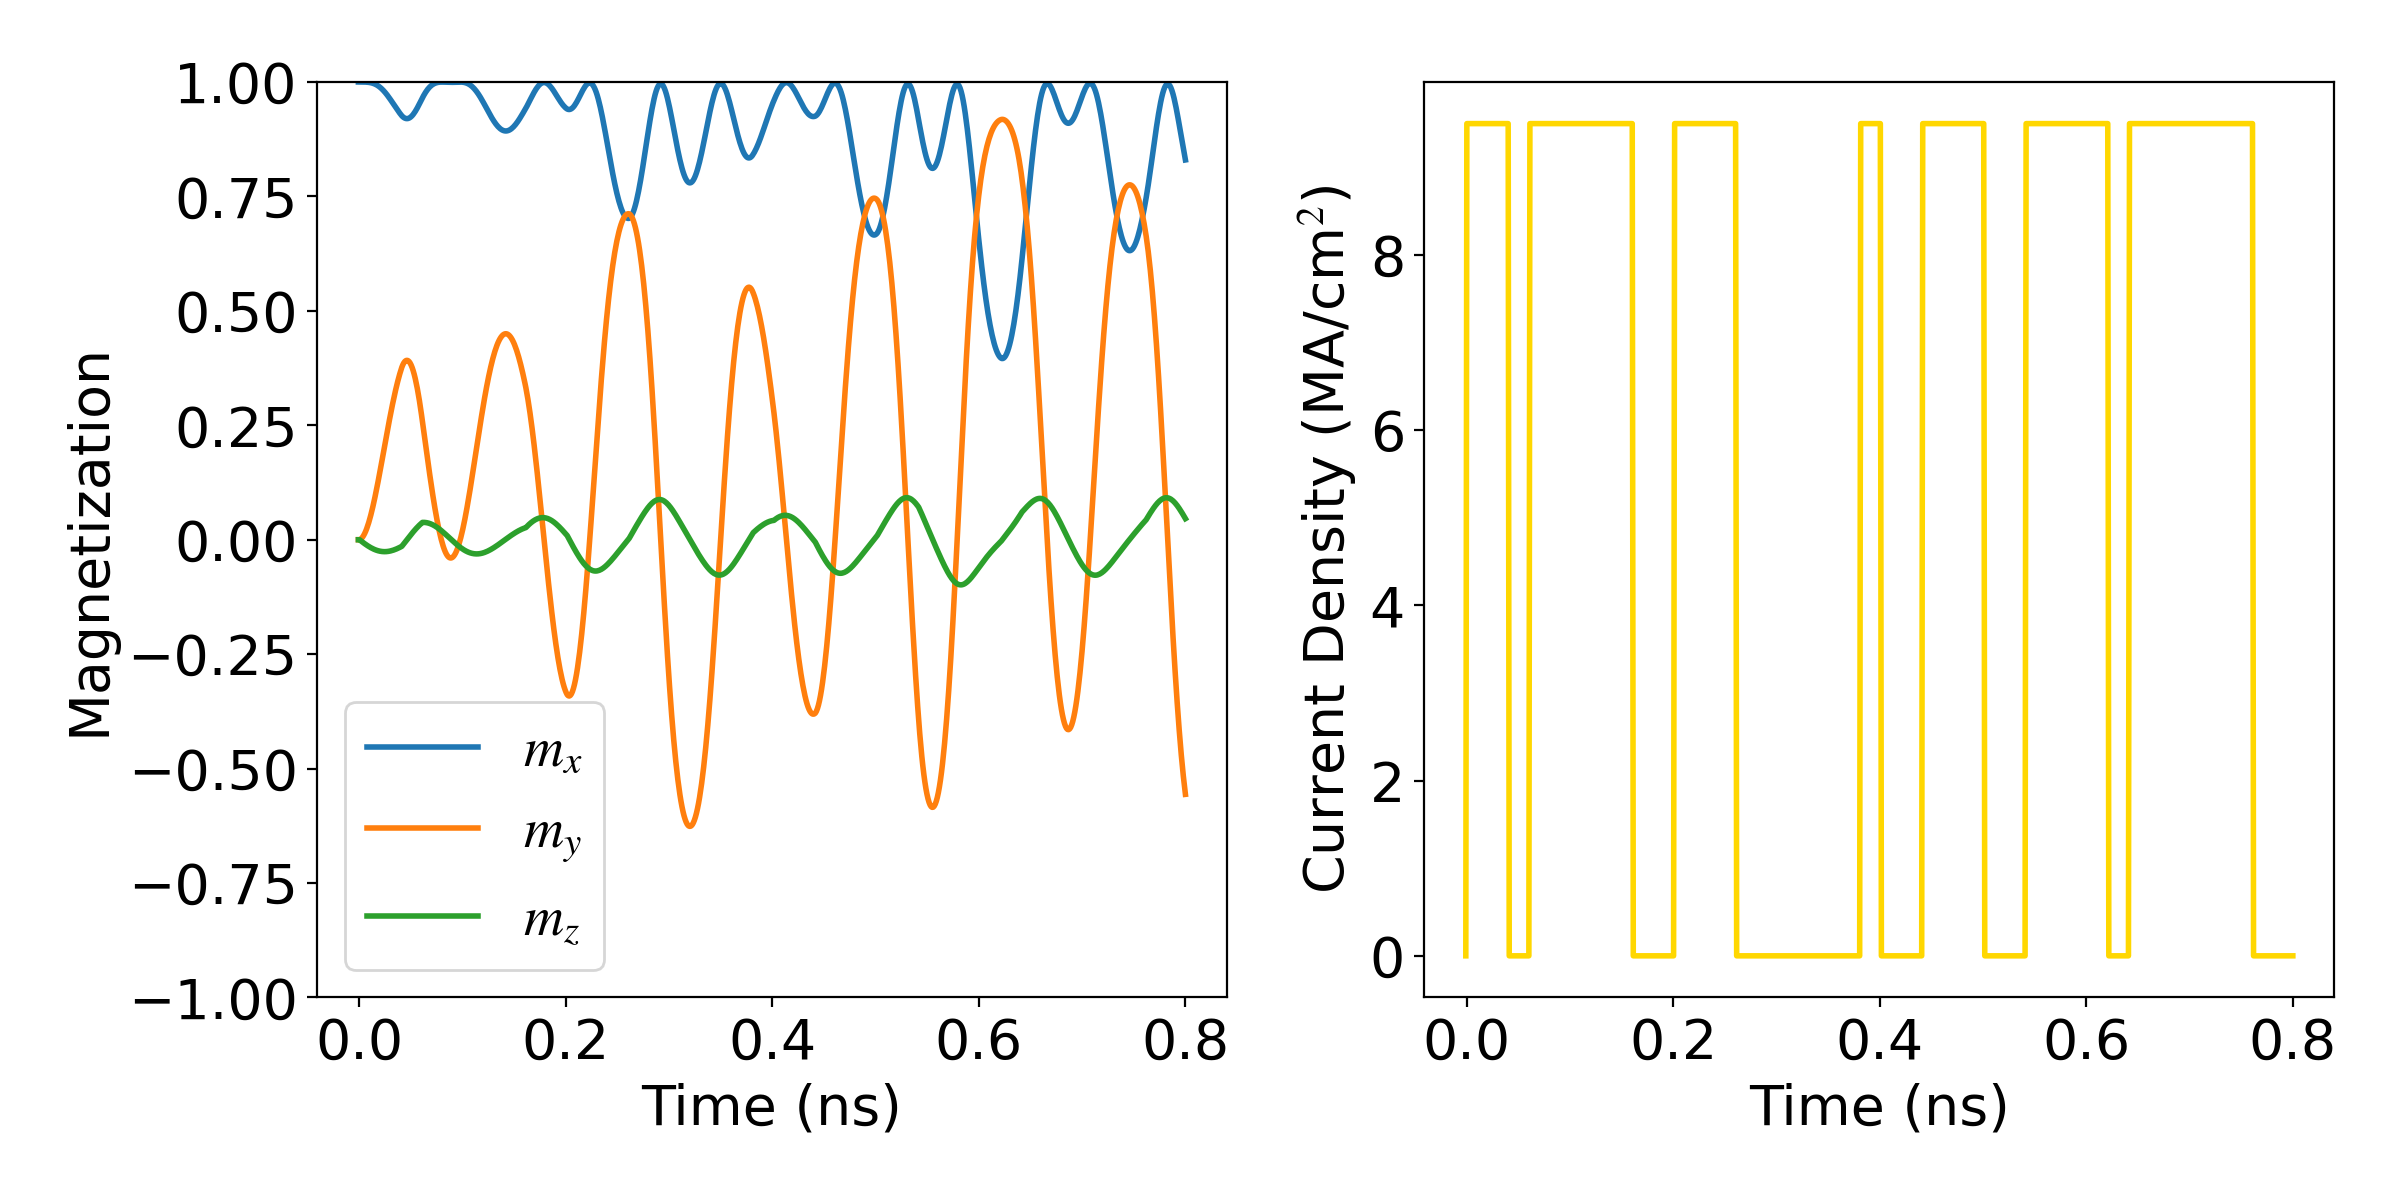 1.00
0.75
0.50
0.25
0.00
−0.25
−0.50
−0.75
−1.00
Magnetization
m_x
m_y
m_z
0.0 0.2 0.4 0.6 0.8
Time (ns)
8
6
4
2
0
Current Density (MA/cm²)
0.0 0.2 0.4 0.6 0.8
Time (ns)